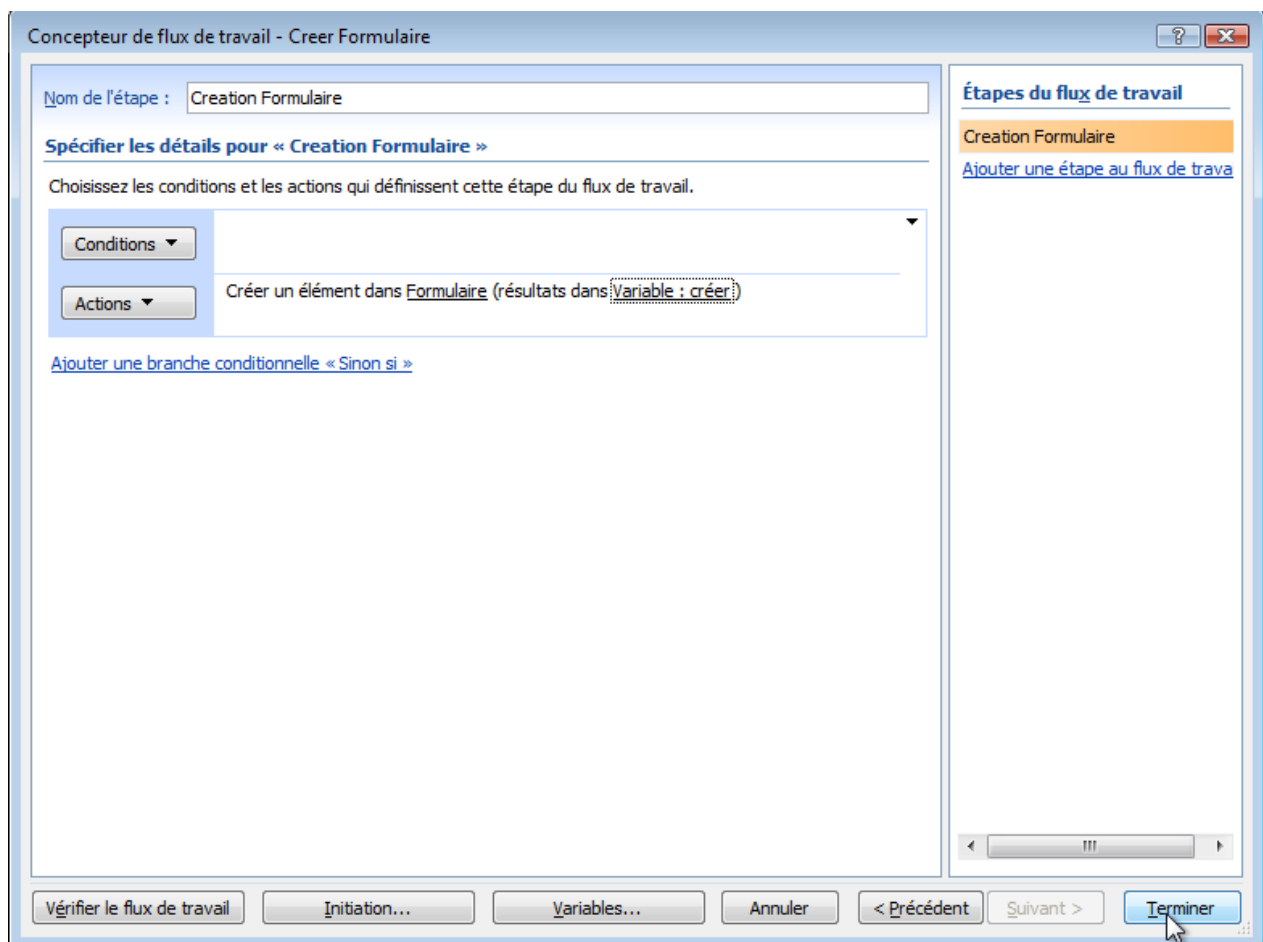 Concepteur de flux de travail - Creer Formulaire
Nom de l'étape : Creation Formulaire
Spécifier les détails pour « Creation Formulaire »
Choisissez les conditions et les actions qui définissent cette étape du flux de travail.
Conditions
Actions
Créer un élément dans Formulaire (résultats dans Variable : créer )
Ajouter une branche conditionnelle « Sinon si »
Étapes du flux de travail
Creation Formulaire
Ajouter une étape au flux de trava
Vérifier le flux de travail
Initiation...
Variables...
Annuler
< Précédent
Suivant >
Terminer